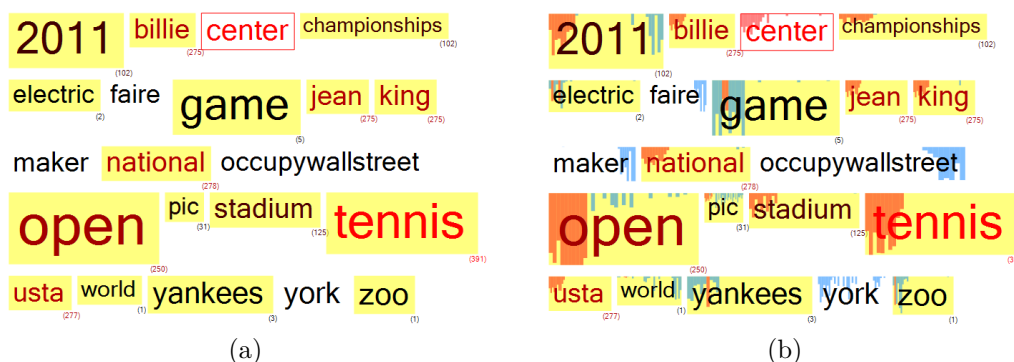 2011 billie center championships
(275) (102)
(102)
electric faire game jean king
(2) (5) (275) (275)
maker national occupywallstreet
(278)
open pic stadium tennis
(31) (125)
(250) (391)
usta world yankees york zoo
(277) (1) (3) (1)
(a)
2011 billie center championships
(275) (102)
(102)
electric faire game jean king
(2) (5) (275) (275)
maker national occupywallstreet
(278)
open pic stadium tennis
(31) (125)
(250)
usta world yankees york zoo
(277) (1) (3) (1)
(b)